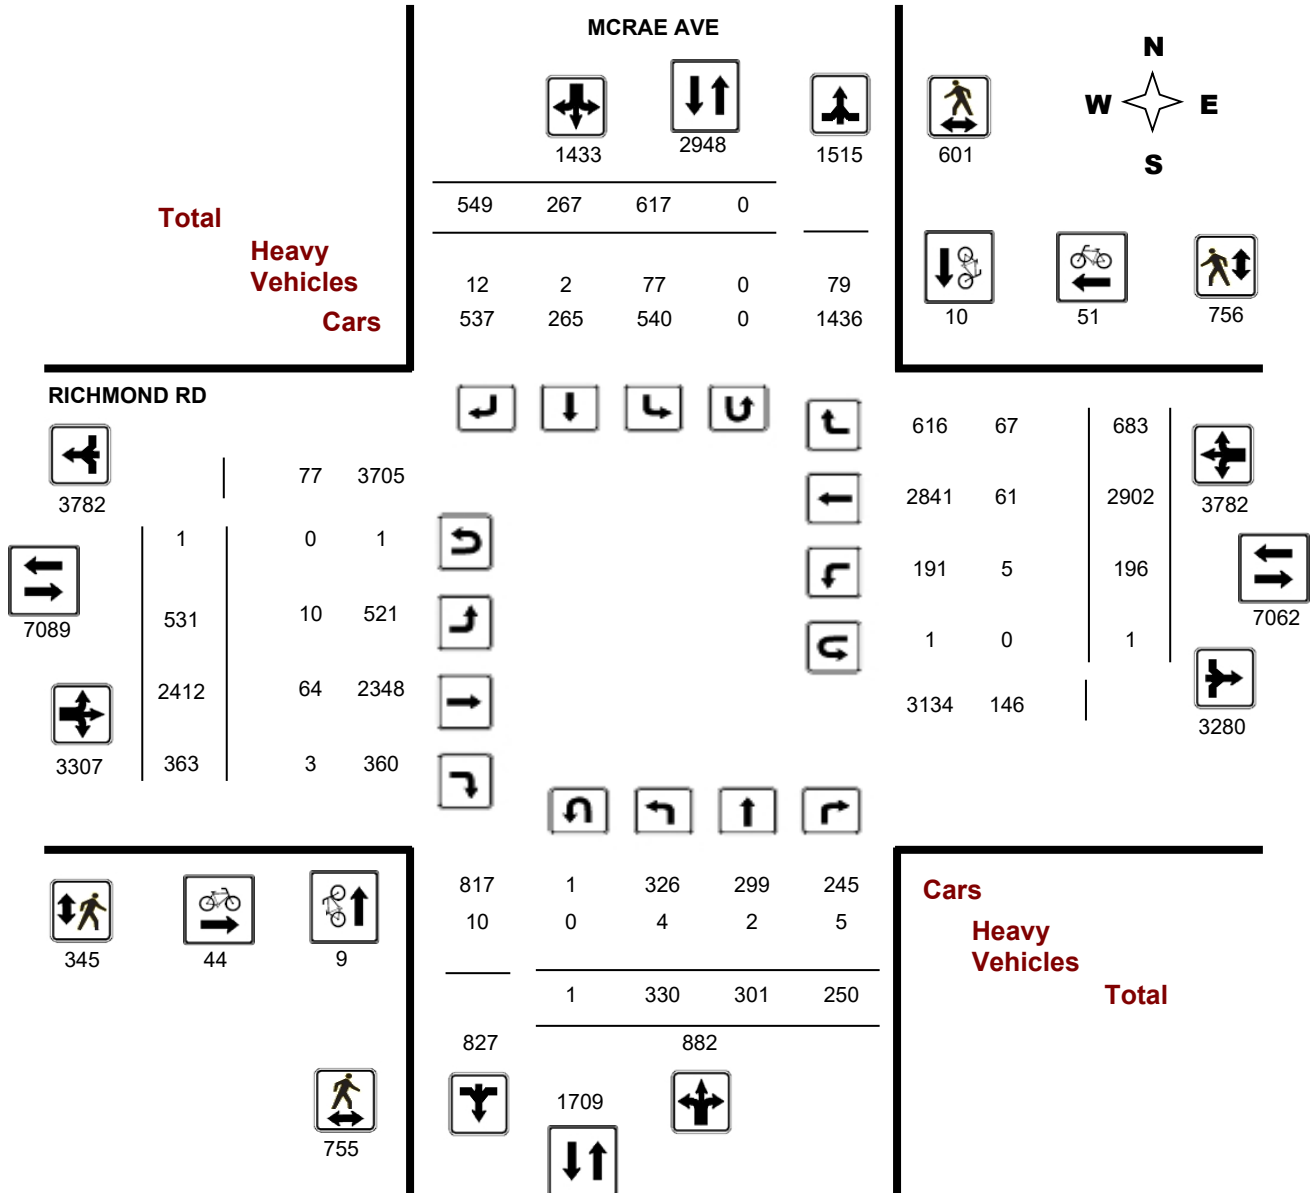 MCRAE AVE
N
W E
S
1433 2948 1515 601
549 267 617 0
Total
Heavy
Vehicles
12 2 77 0 79
Cars
537 265 540 0 1436
10 51 756
RICHMOND RD
616 67 683
77 3705
3782
2841 61 2902 3782
1 0 1
191 5 196
531 10 521
7089
7062
1 0 1
2412 64 2348
3134 146
3280
3307 363 3 360
817 1 326 299 245
Cars
10 0 4 2 5
Heavy
Vehicles
345 44 9
1 330 301 250
Total
827 882
1709
755